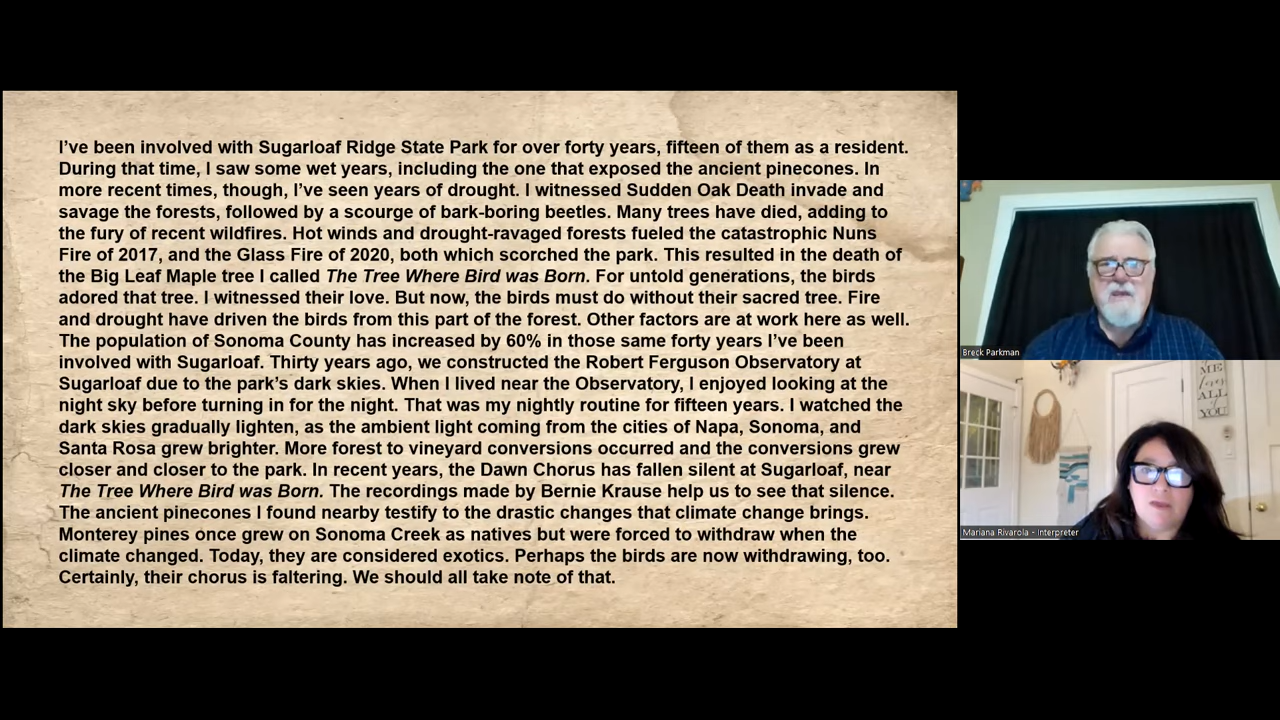 I've been involved with Sugarloaf Ridge State Park for over forty years, fifteen of them as a resident.
During that time, I saw some wet years, including the one that exposed the ancient pinecones. In
more recent times, though, I've seen years of drought. I witnessed Sudden Oak Death invade and
savage the forests, followed by a scourge of bark-boring beetles. Many trees have died, adding to
the fury of recent wildfires. Hot winds and drought-ravaged forests fueled the catastrophic Nuns
Fire of 2017, and the Glass Fire of 2020, both which scorched the park. This resulted in the death of
the Big Leaf Maple tree I called The Tree Where Bird was Born. For untold generations, the birds
adored that tree. I witnessed their love. But now, the birds must do without their sacred tree. Fire
and drought have driven the birds from this part of the forest. Other factors are at work here as well.
The population of Sonoma County has increased by 60% in those same forty years I've been
involved with Sugarloaf. Thirty years ago, we constructed the Robert Ferguson Observatory at
Sugarloaf due to the park's dark skies. When I lived near the Observatory, I enjoyed looking at the
night sky before turning in for the night. That was my nightly routine for fifteen years. I watched the
dark skies gradually lighten, as the ambient light coming from the cities of Napa, Sonoma, and
Santa Rosa grew brighter. More forest to vineyard conversions occurred and the conversions grew
closer and closer to the park. In recent years, the Dawn Chorus has fallen silent at Sugarloaf, near
The Tree Where Bird was Born. The recordings made by Bernie Krause help us to see that silence.
The ancient pinecones I found nearby testify to the drastic changes that climate change brings.
Monterey pines once grew on Sonoma Creek as natives but were forced to withdraw when the
climate changed. Today, they are considered exotics. Perhaps the birds are now withdrawing, too.
Certainly, their chorus is faltering. We should all take note of that.
Breck Parkman
ME
ALL
of
YOU
Mariana Rivarola - Interpreter